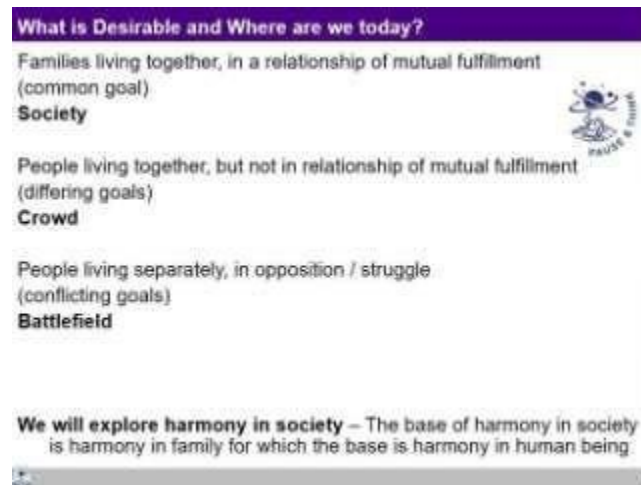 What is Desirable and Where are we today?
Families living together, in a relationship of mutual fulfillment
(common goal)
Society
PAUSE & THINK
People living together, but not in relationship of mutual fulfillment
(differing goals)
Crowd
People living separately, in opposition / struggle
(conflicting goals)
Battlefield
We will explore harmony in society – The base of harmony in society
is harmony in family for which the base is harmony in human being